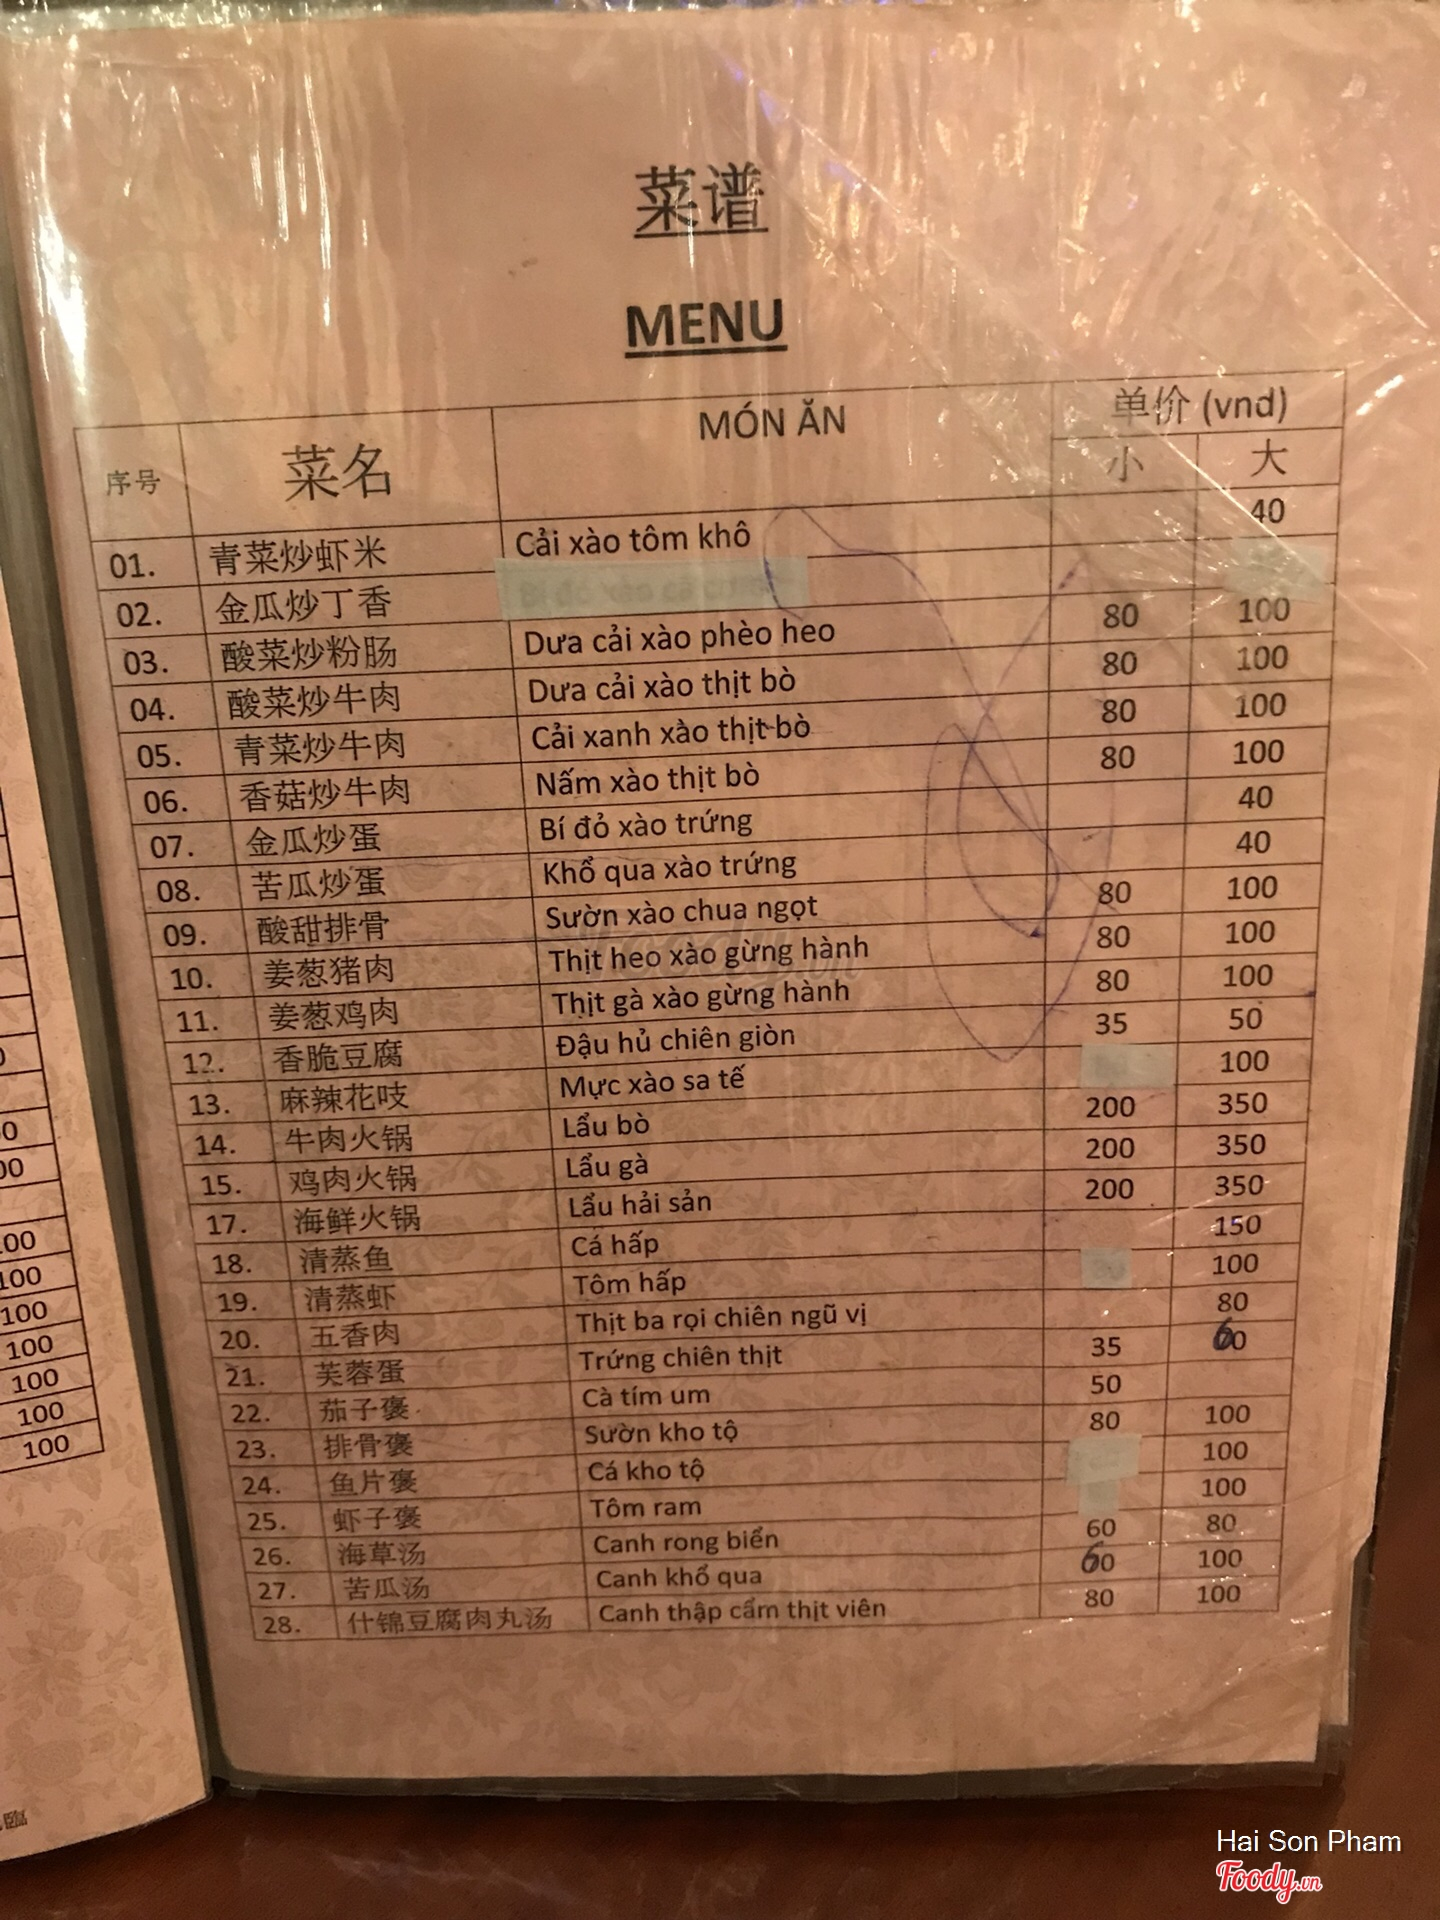 菜谱
MENU
序号 菜名 MÓN ĂN 单价 (vnd)
小 大
01. 青菜炒虾米 Cải xào tôm khô 40
02. 金瓜炒丁香
03. 酸菜炒粉肠 Dưa cải xào phèo heo 80 100
04. 酸菜炒牛肉 Dưa cải xào thịt bò 80 100
05. 青菜炒牛肉 Cải xanh xào thịt bò 80 100
06. 香菇炒牛肉 Nấm xào thịt bò 80 100
07. 金瓜炒蛋 Bí đỏ xào trứng 40
08. 苦瓜炒蛋 Khổ qua xào trứng 40
09. 酸甜排骨 Sườn xào chua ngọt 80 100
10. 姜葱猪肉 Thịt heo xào gừng hành 80 100
11. 姜葱鸡肉 Thịt gà xào gừng hành 80 100
12. 香脆豆腐 Đậu hủ chiên giòn 35 50
13. 麻辣花吱 Mực xào sa tế 100
14. 牛肉火锅 Lẩu bò 200 350
15. 鸡肉火锅 Lẩu gà 200 350
17. 海鲜火锅 Lẩu hải sản 200 350
18. 清蒸鱼 Cá hấp 150
19. 清蒸虾 Tôm hấp 100
20. 五香肉 Thịt ba rọi chiên ngũ vị 80
21. 芙蓉蛋 Trứng chiên thịt 35 60
22. 茄子褒 Cà tím um 50
23. 排骨褒 Sườn kho tộ 80 100
24. 鱼片褒 Cá kho tộ 100
25. 虾子褒 Tôm ram 100
26. 海草汤 Canh rong biển 60 80
27. 苦瓜汤 Canh khổ qua 60 100
28. 什锦豆腐肉丸汤 Canh thập cẩm thịt viên 80 100
100
100
100
100
100
100
臨
Hai Son Pham
Foody.vn